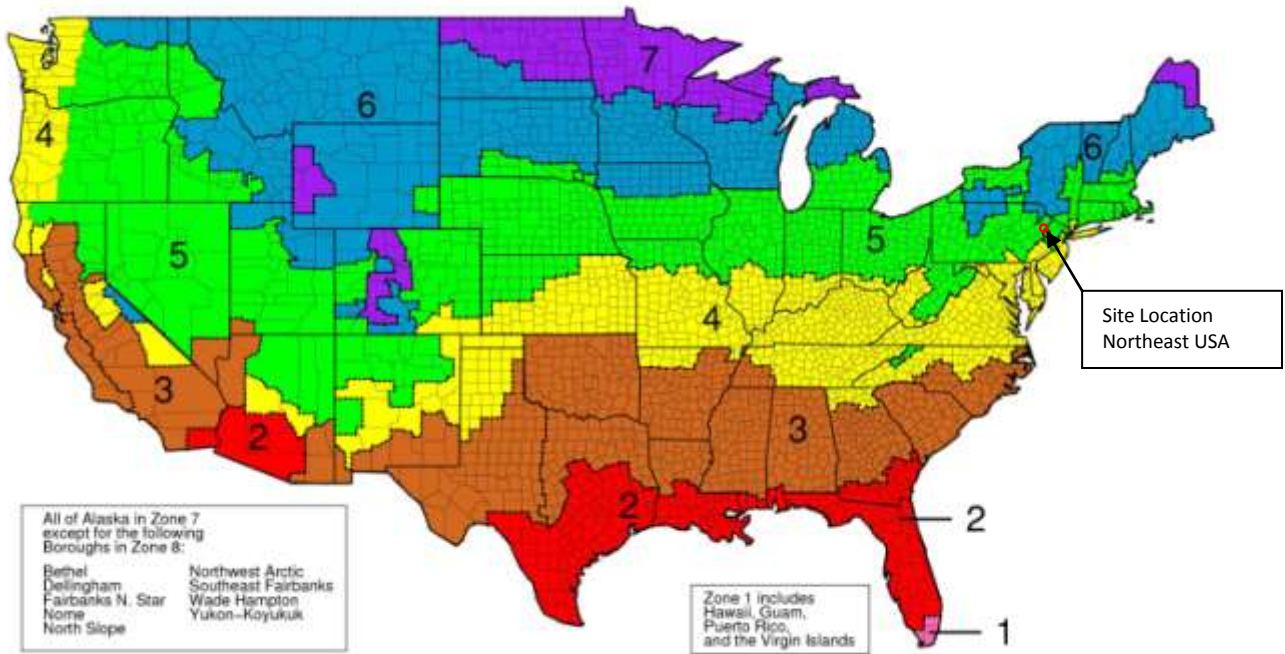 7
6
4
6
5
5
Site Location
Northeast USA
4
3
3
2
2
2
All of Alaska in Zone 7
except for the following
Boroughs in Zone 8:
Bethel Northwest Arctic
Dellingham Southeast Fairbanks
Fairbanks N. Star Wade Hampton
Nome Yukon-Koyukuk
North Slope
Zone 1 includes
Hawaii, Guam,
Puerto Rico,
and the Virgin Islands
1